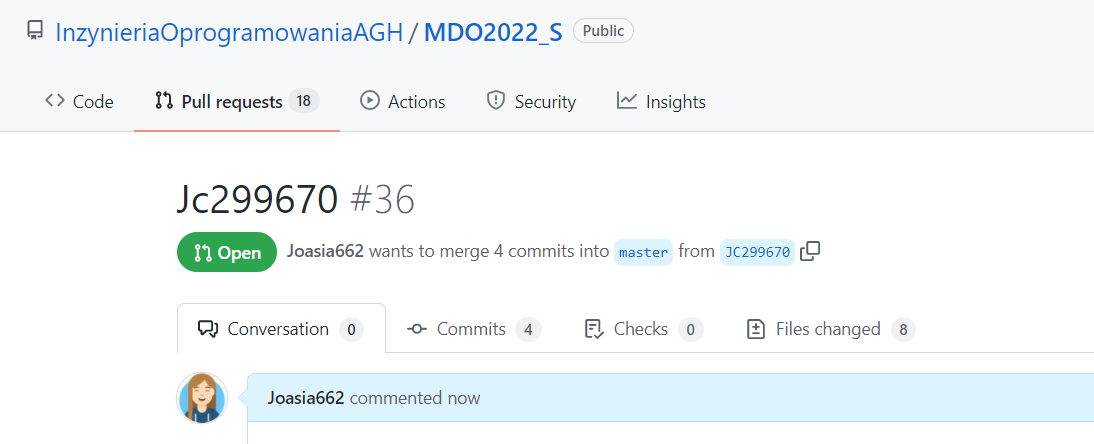 InzynieriaOprogramowaniaAGH / MDO2022_S Public
Code Pull requests 18 Actions Security Insights
Jc299670 #36
Open Joasia662 wants to merge 4 commits into master from JC299670
Conversation 0 Commits 4 Checks 0 Files changed 8
Joasia662 commented now